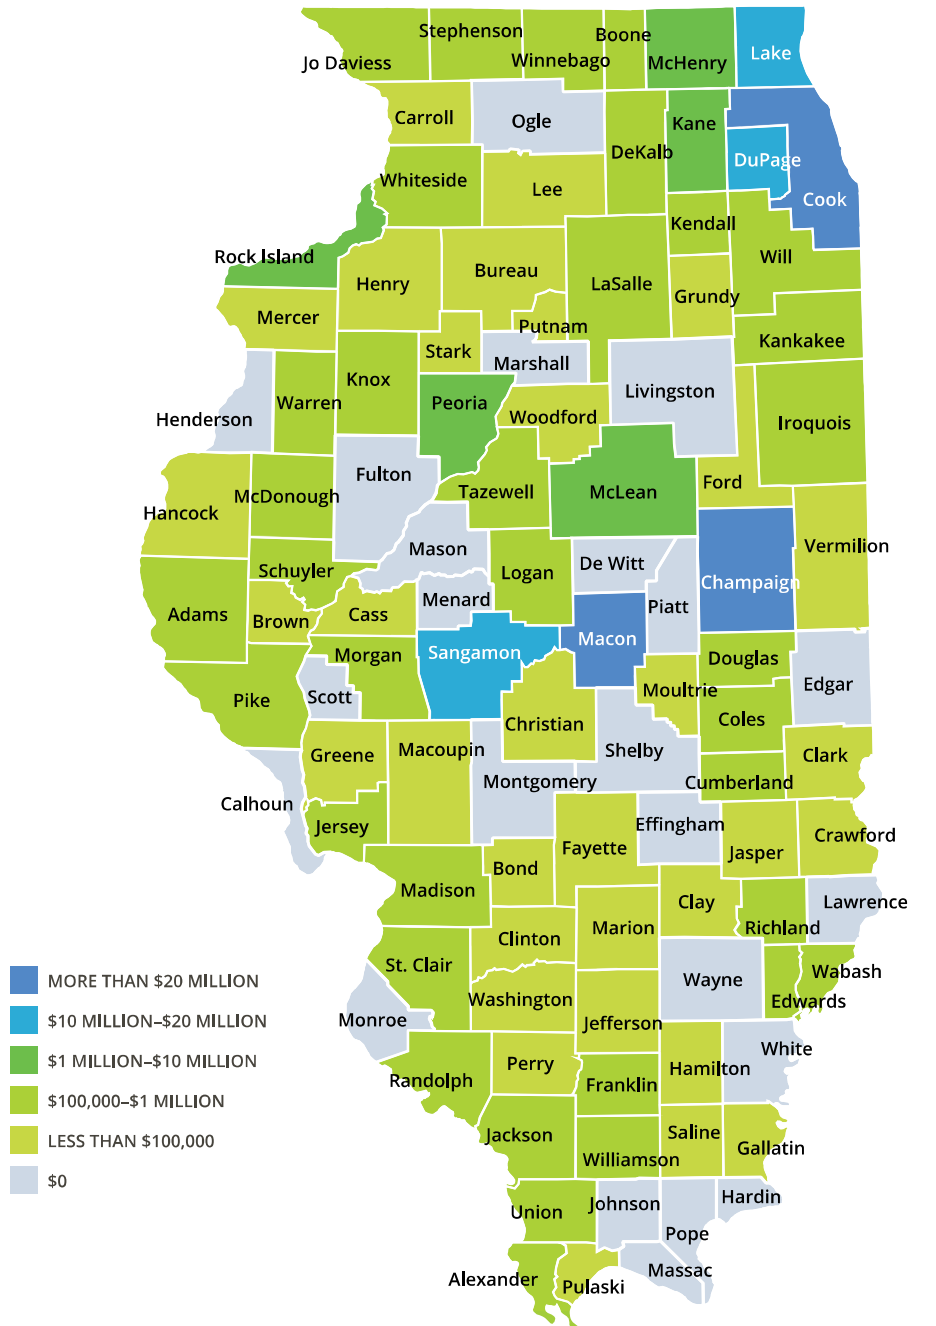 Stephenson
Boone
Jo Daviess
Winnebago
McHenry
Lake
Carroll
Ogle
Kane
DeKalb
DuPage
Whiteside
Lee
Cook
Kendall
Rock Island
Will
Bureau
Henry
LaSalle
Grundy
Mercer
Putnam
Kankakee
Stark
Marshall
Knox
Livingston
Warren
Peoria
Henderson
Woodford
Iroquois
Fulton
Ford
McDonough
Tazewell
McLean
Hancock
Vermilion
Mason
De Witt
Schuyler
Logan
Champaign
Menard
Piatt
Adams
Cass
Brown
Macon
Sangamon
Morgan
Douglas
Edgar
Moultrie
Scott
Pike
Coles
Christian
Macoupin
Shelby
Greene
Clark
Montgomery
Cumberland
Calhoun
Jersey
Effingham
Crawford
Fayette
Jasper
Bond
Madison
Clay
Lawrence
Marion
Richland
Clinton
St. Clair
Wabash
Wayne
MORE THAN $20 MILLION
Washington
Edwards
$10 MILLION–$20 MILLION
Monroe
Jefferson
White
$1 MILLION–$10 MILLION
Perry
Hamilton
Randolph
Franklin
$100,000–$1 MILLION
Saline
Jackson
LESS THAN $100,000
Gallatin
Williamson
$0
Hardin
Johnson
Union
Pope
Massac
Alexander
Pulaski